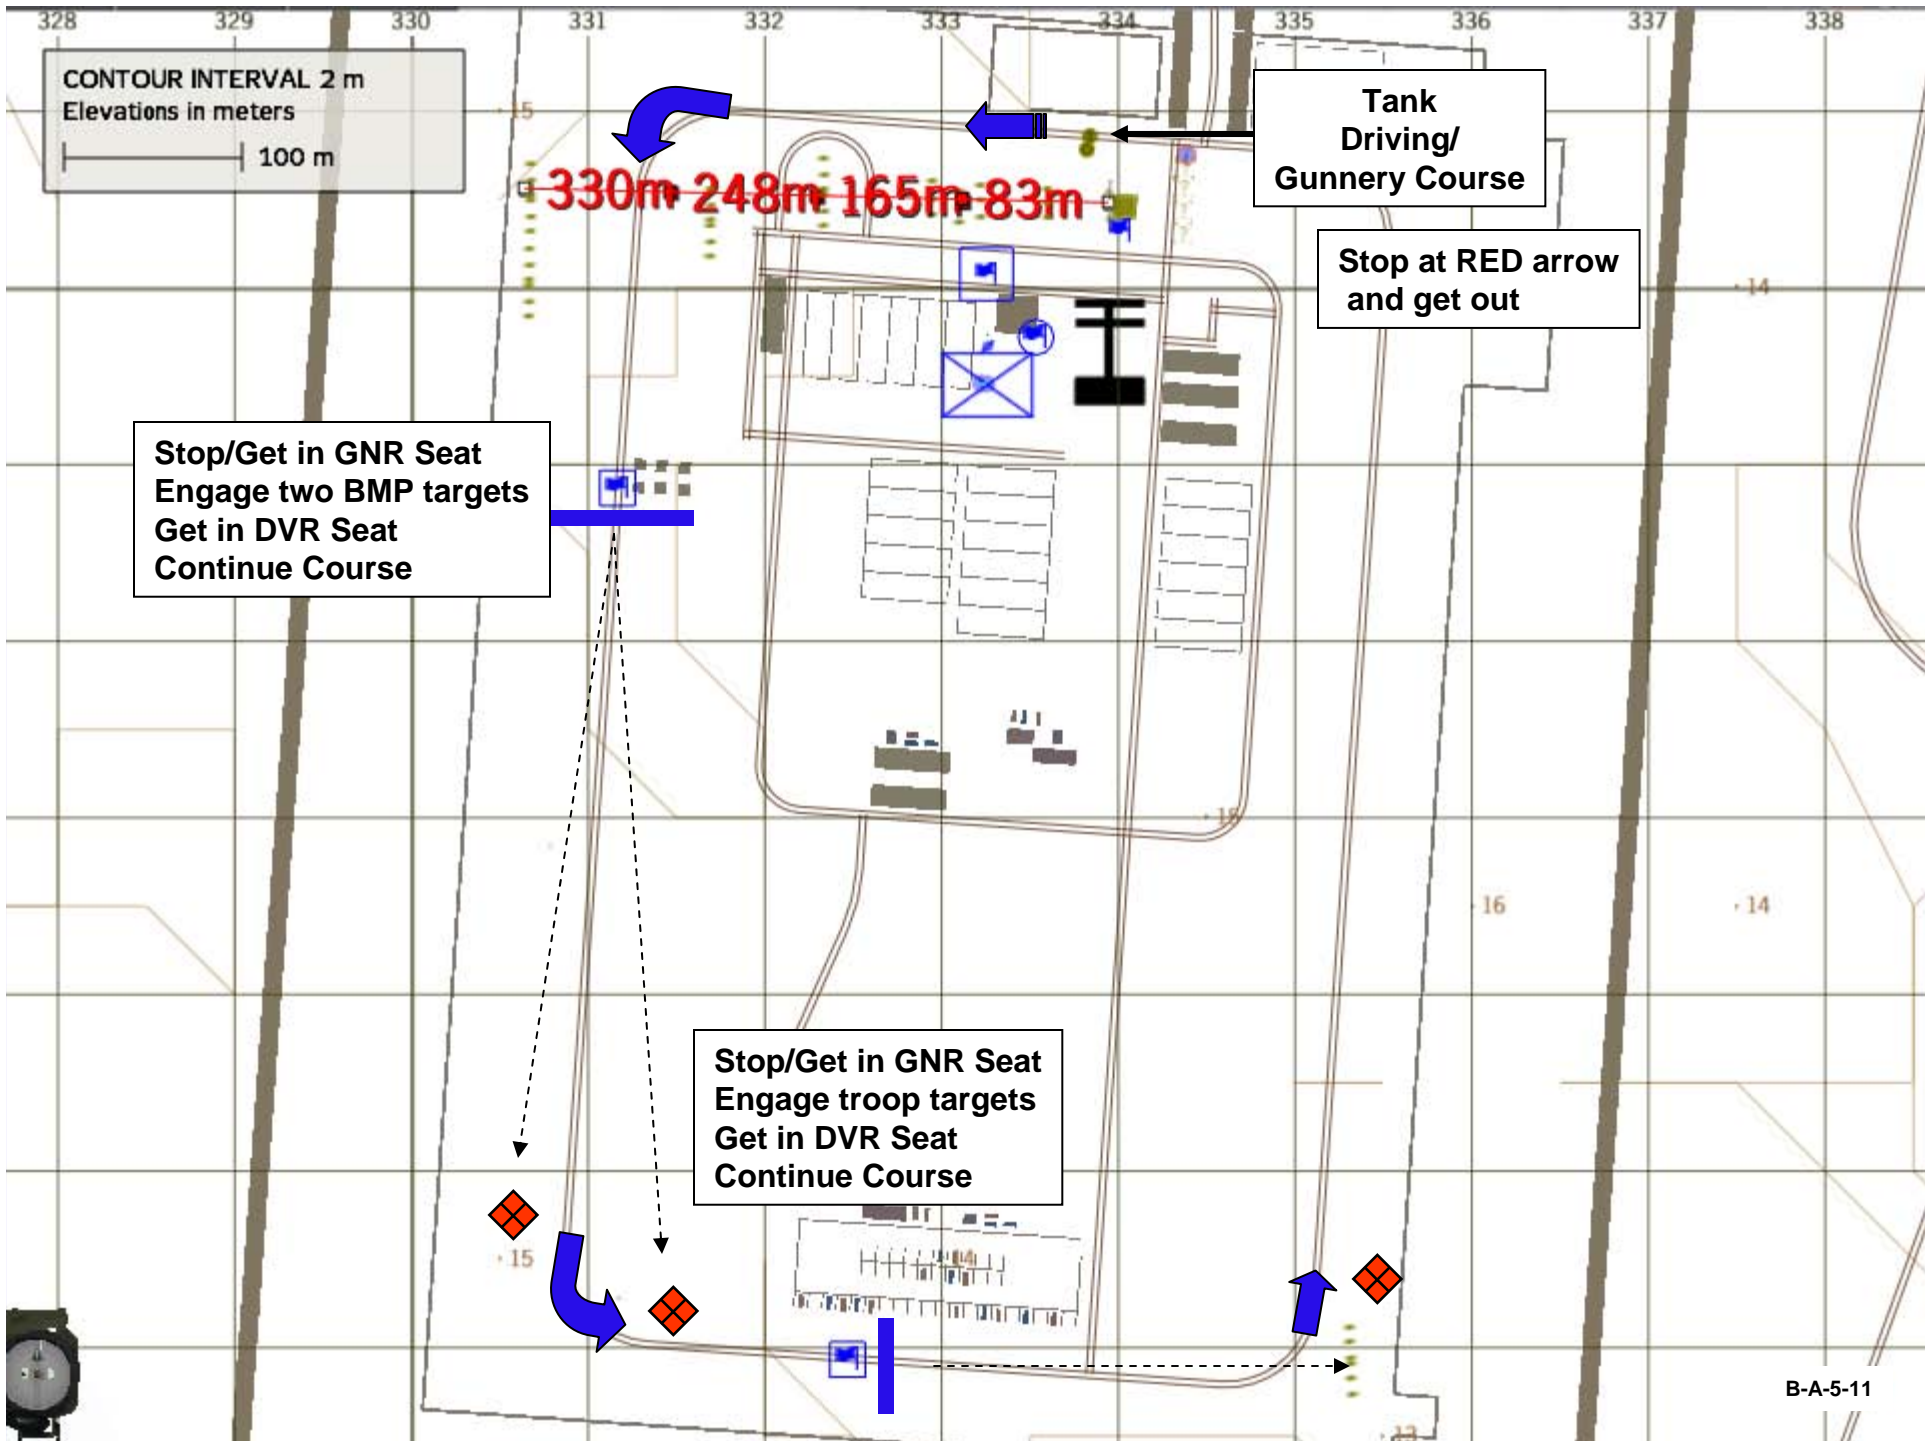 328 329 330 331 332 333 334 335 336 337 338
CONTOUR INTERVAL 2 m
Elevations in meters
100 m
15
Tank
Driving/
Gunnery Course
330m 248m 165m 83m
Stop at RED arrow
and get out
14
Stop/Get in GNR Seat
Engage two BMP targets
Get in DVR Seat
Continue Course
16
14
Stop/Get in GNR Seat
Engage troop targets
Get in DVR Seat
Continue Course
15
B-A-5-11
13